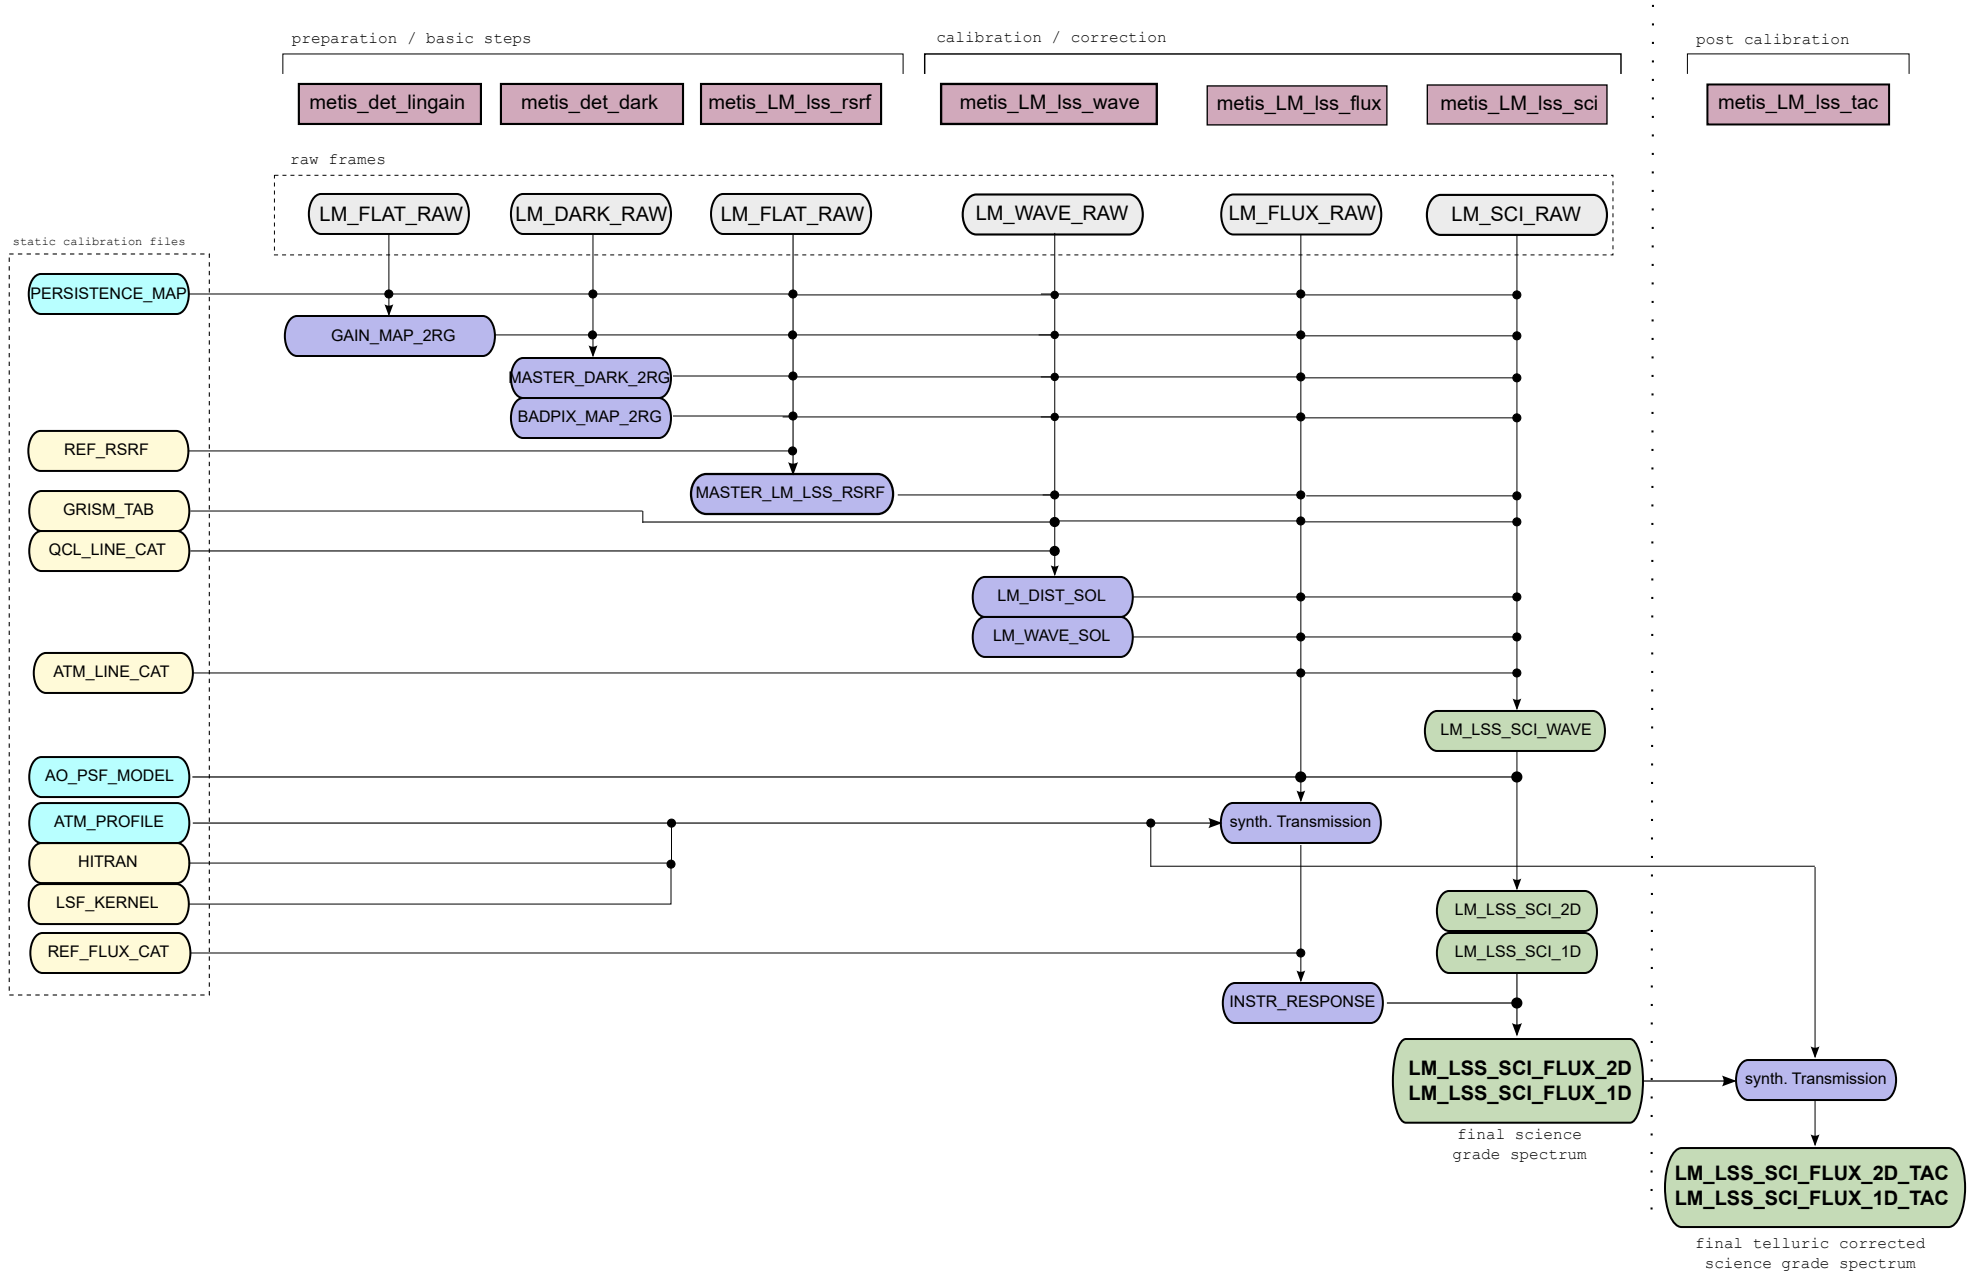 preparation / basic steps
calibration / correction
post calibration
metis_det_lingain
metis_det_dark
metis_LM_lss_rsrf
metis_LM_lss_wave
metis_LM_lss_flux
metis_LM_lss_sci
metis_LM_lss_tac
raw frames
LM_FLAT_RAW
LM_DARK_RAW
LM_FLAT_RAW
LM_WAVE_RAW
LM_FLUX_RAW
LM_SCI_RAW
static calibration files
PERSISTENCE_MAP
GAIN_MAP_2RG
MASTER_DARK_2RG
BADPIX_MAP_2RG
REF_RSRF
MASTER_LM_LSS_RSRF
GRISM_TAB
QCL_LINE_CAT
LM_DIST_SOL
LM_WAVE_SOL
ATM_LINE_CAT
LM_LSS_SCI_WAVE
AO_PSF_MODEL
ATM_PROFILE
synth. Transmission
HITRAN
LSF_KERNEL
LM_LSS_SCI_2D
REF_FLUX_CAT
LM_LSS_SCI_1D
INSTR_RESPONSE
LM_LSS_SCI_FLUX_2D
LM_LSS_SCI_FLUX_1D
synth. Transmission
final science
grade spectrum
LM_LSS_SCI_FLUX_2D_TAC
LM_LSS_SCI_FLUX_1D_TAC
final telluric corrected
science grade spectrum